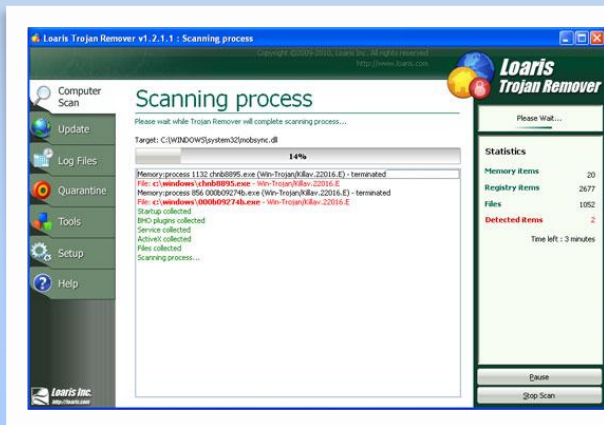 Loaris Trojan Remover v1.2.1.1 : Scanning process
Copyright ©2009-2010, Loaris Inc. All rights reserved
http://www.loaris.com
Loaris
Trojan Remover
Computer
Scan
Update
Log Files
Quarantine
Tools
Setup
Help
Loaris Inc.
http://loaris.com
Scanning process
Please wait while Trojan Remover will complete scanning process...
Target: C:\WINDOWS\system32\mobsync.dll
14%
Memory:process 1132 chnb8895.exe (Win-Trojan/Killav.22016.E) - terminated
File: c:\windows\chnb8895.exe - Win-Trojan/Killav.22016.E
Memory:process 856 000b09274b.exe (Win-Trojan/Killav.22016.E) - terminated
File: c:\windows\000b09274b.exe - Win-Trojan/Killav.22016.E
Startup collected
BHO plugins collected
Service collected
ActiveX collected
Files collected
Scanning process...
Please Wait...
Statistics
Memory items 20
Registry items 2677
Files 1052
Detected items 2
Time left : 3 minutes
Pause
Stop Scan